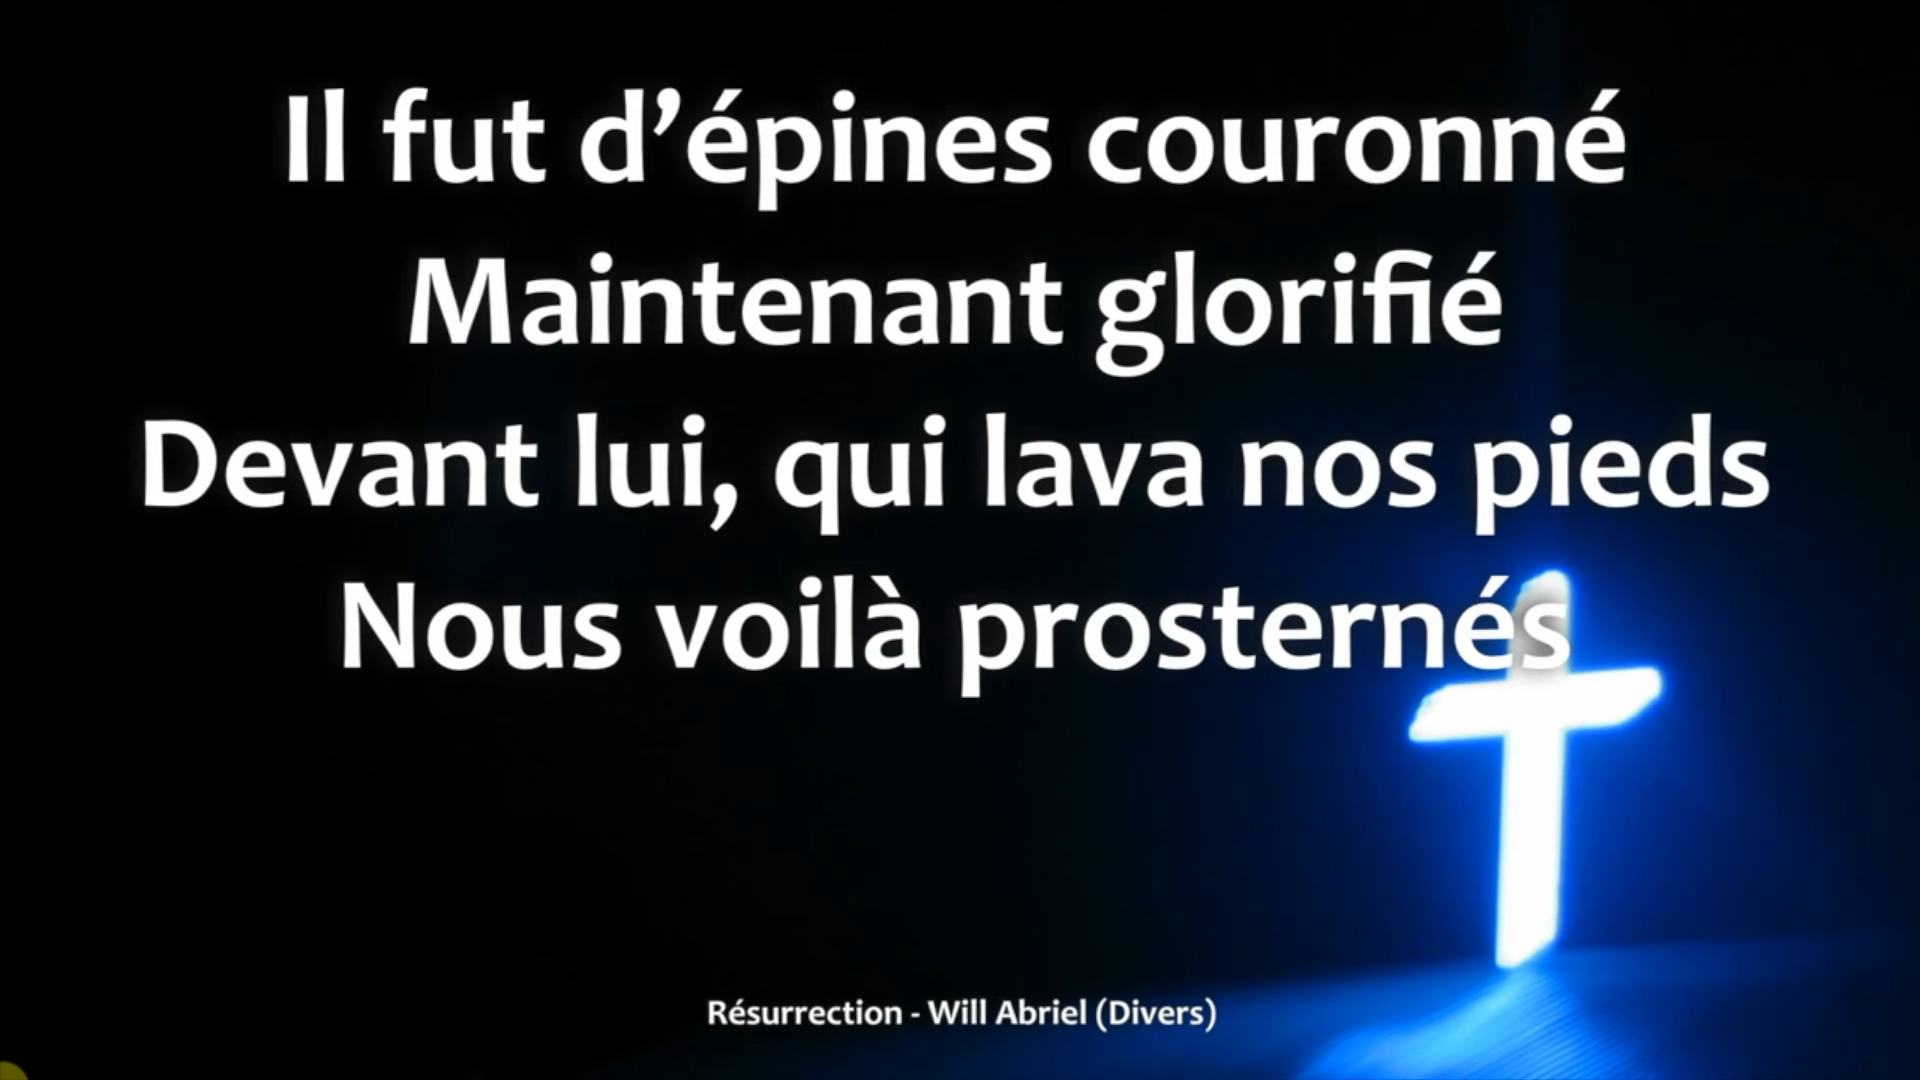 Il fut d’épines couronné
Maintenant glorifié
Devant lui, qui lava nos pieds
Nous voilà prosternés
Résurrection - Will Abriel (Divers)